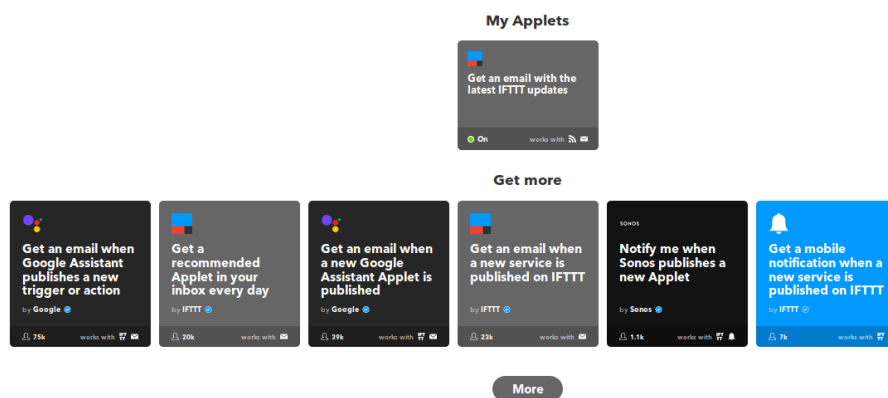 My Applets
Get an email with the
latest IFTTT updates
On
works with
Get more
Get an email when
Google Assistant
publishes a new
trigger or action
by Google
75k
works with
Get a
recommended
Applet in your
inbox every day
by IFTTT
20k
works with
Get an email when
a new Google
Assistant Applet is
published
by Google
39k
works with
Get an email when
a new service is
published on IFTTT
by IFTTT
23k
works with
SONOS
Notify me when
Sonos publishes a
new Applet
by Sonos
1.1k
works with
Get a mobile
notification when a
new service is
published on IFTTT
by IFTTT
7k
works with
More